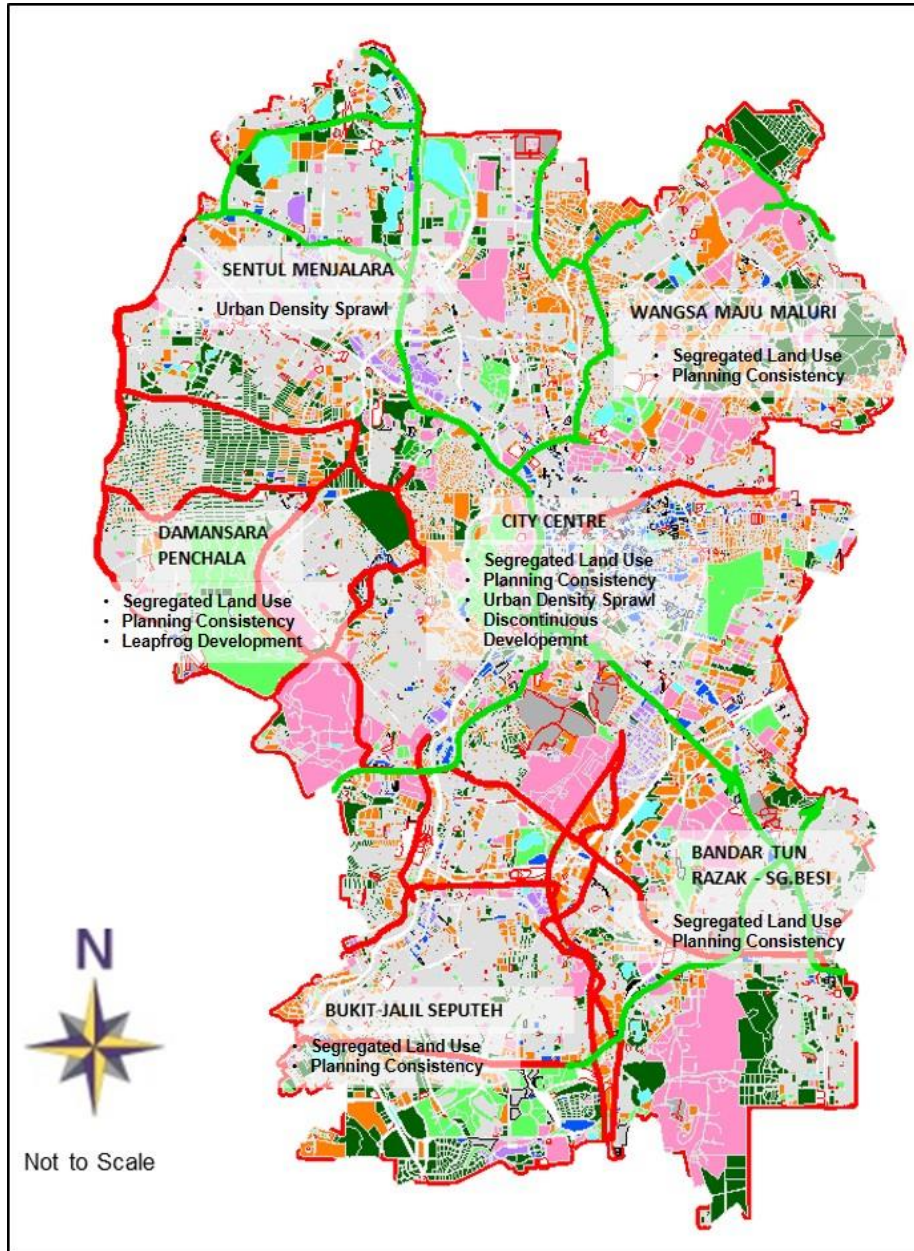 SENTUL MENJALARA
• Urban Density Sprawl
WANGSA MAJU MALURI
• Segregated Land Use
• Planning Consistency
DAMANSARA
PENCHALA
• Segregated Land Use
• Planning Consistency
• Leapfrog Development
CITY CENTRE
• Segregated Land Use
• Planning Consistency
• Urban Density Sprawl
• Discontinuous
Developemnt
BANDAR TUN
RAZAK - SG.BESI
• Segregated Land Use
• Planning Consistency
BUKIT JALIL SEPUTEH
• Segregated Land Use
• Planning Consistency
N
Not to Scale